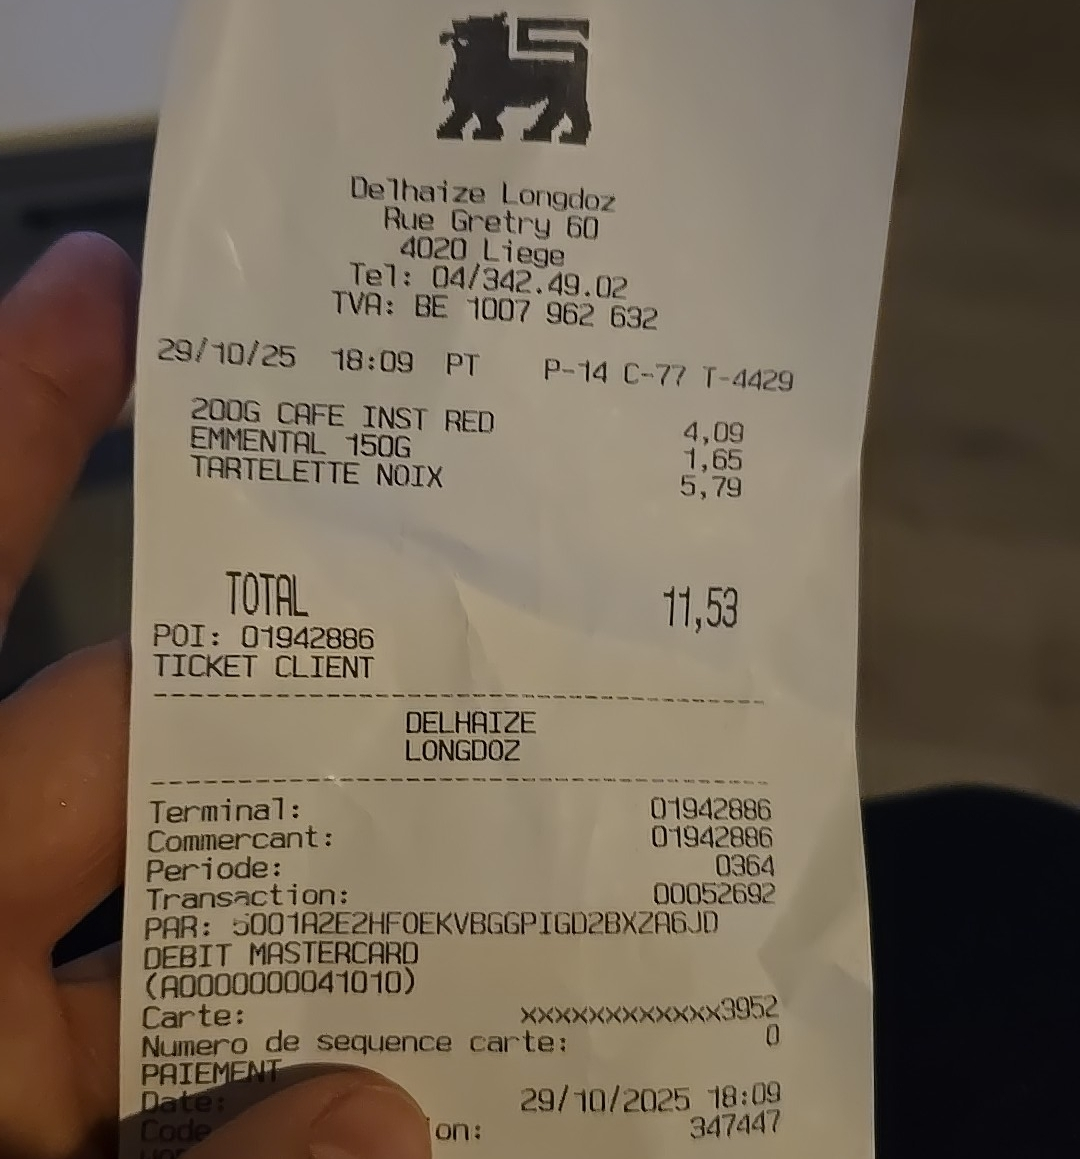 Delhaize Longdoz
Rue Gretry 60
4020 Liege
Tel: 04/342.49.02
TVA: BE 1007 962 632
29/10/25 18:09 PT P-14 C-77 T-4429
200G CAFE INST RED 4,09
EMMENTAL 150G 1,65
TARTELETTE NOIX 5,79
TOTAL 11,53
POI: 01942886
TICKET CLIENT
DELHAIZE
LONGDOZ
Terminal: 01942886
Commercant: 01942886
Periode: 0364
Transaction: 00052692
PAR: 5001A2E2HF0EKVBGGPIGD2BXZA6JD
DEBIT MASTERCARD
(A0000000041010)
Carte: xxxxxxxxxxxx3952
Numero de sequence carte: 0
PAIEMENT
Date: 29/10/2025 18:09
Code on: 347447